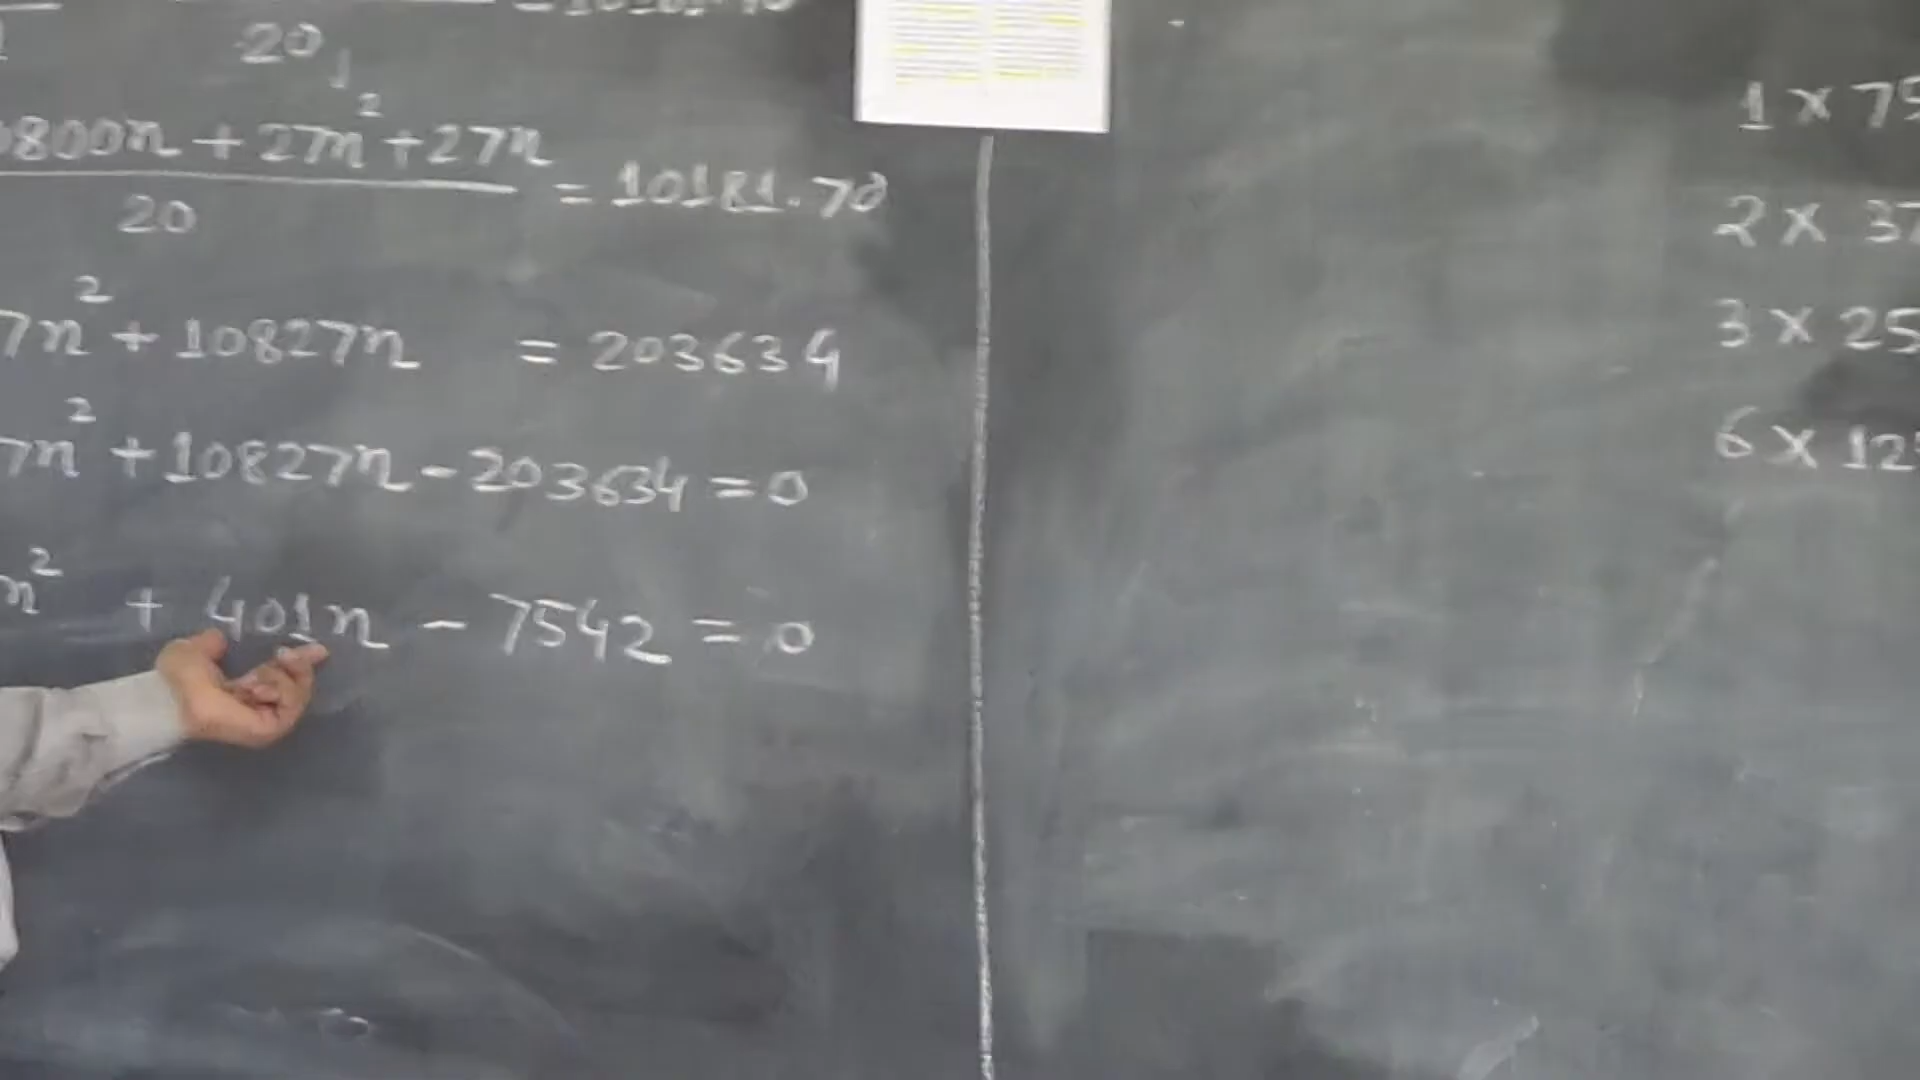 20
800n + 27n² + 27n
20
= 10181.70
7n² + 10827n = 203634
7n² + 10827n - 203634 = 0
n² + 401n - 7542 = 0
1 × 75
2 × 37
3 × 25
6 × 12